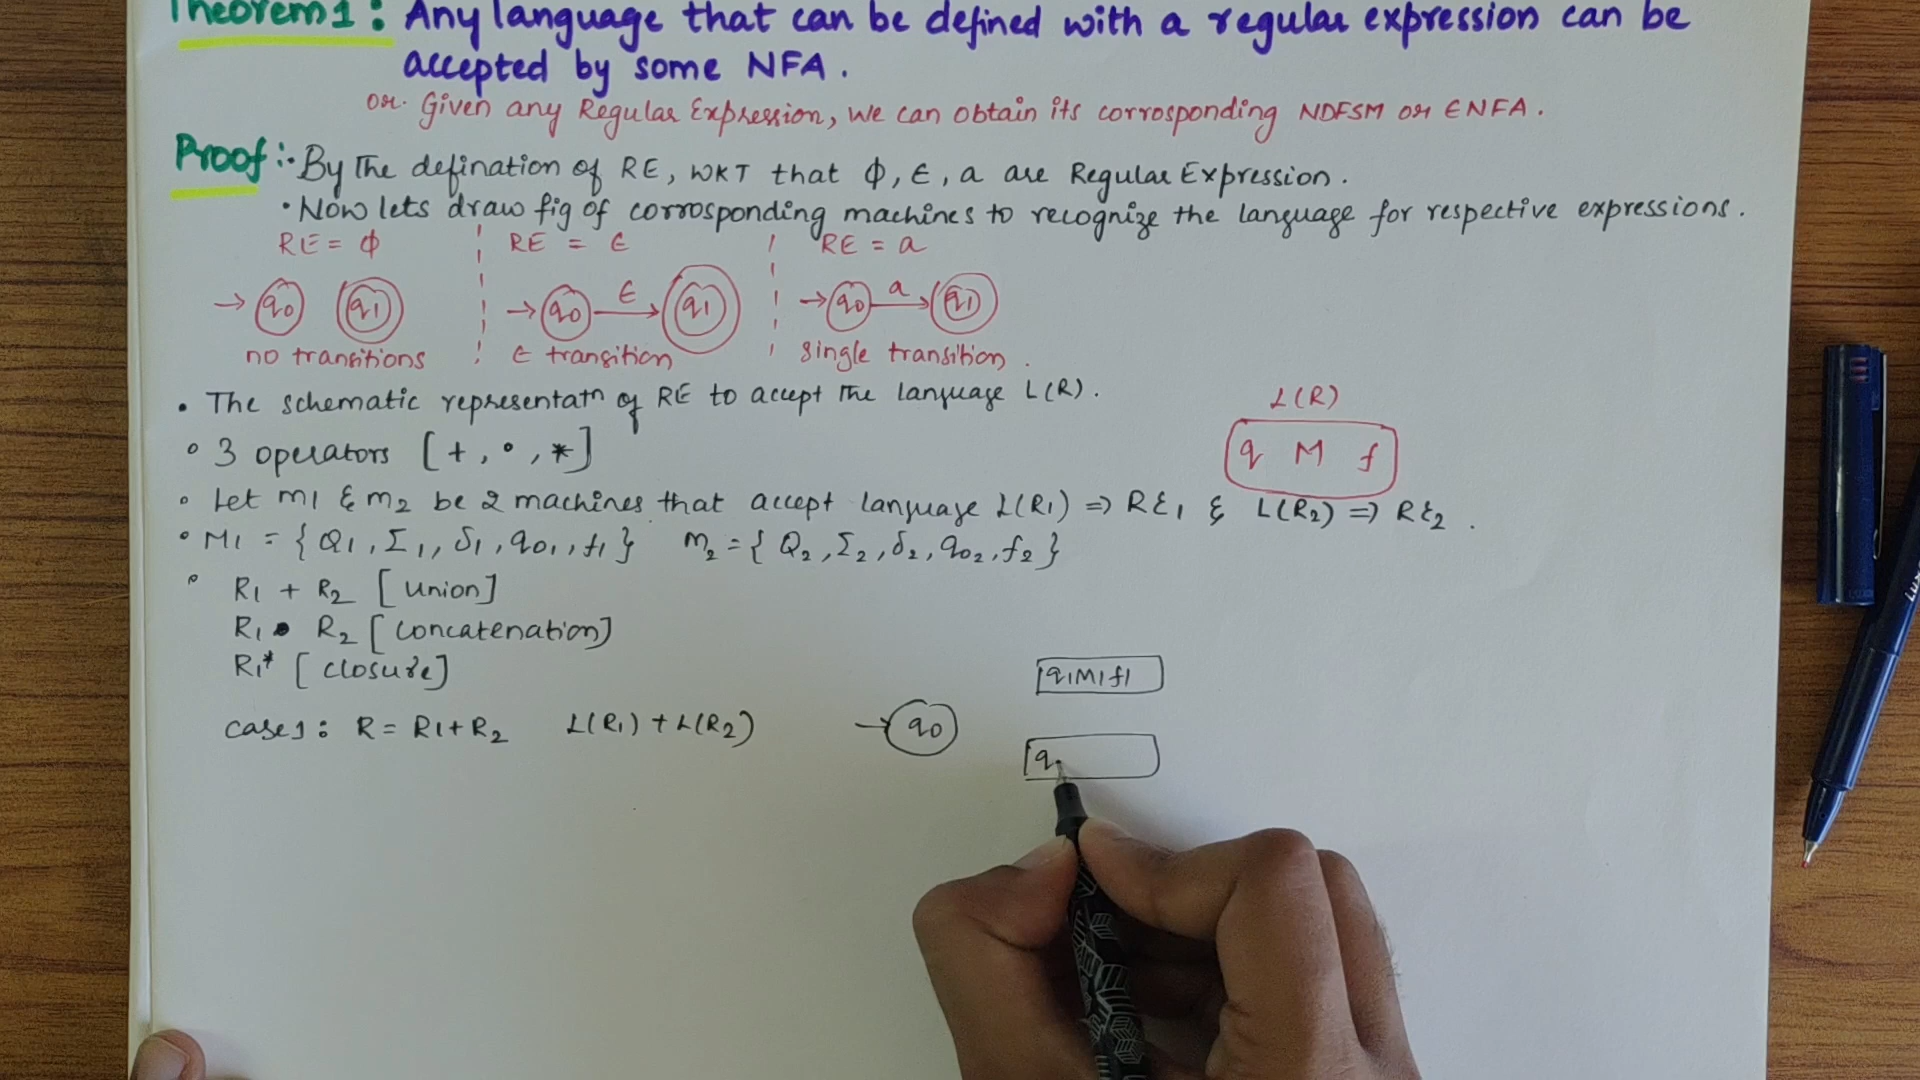 Theorem 1 : Any language that can be defined with a regular expression can be
accepted by some NFA .
or. Given any Regular Expression, We can obtain its corrosponding NDFSM or ϵNFA .
Proof :· By The defination of RE, WKT that ϕ, ϵ, a are Regular Expression .
• Now lets draw fig of corrosponding machines to recognize the language for respective expressions .
RE = ϕ RE = ϵ RE = a
→ q0 q1 → q0 ϵ q1 → q0 a q1
no transitions ϵ transition single transition .
• The schematic representatn of RE to accept The language L(R) .
L(R)
∘ 3 operators [+, ∘, *]
q M f
∘ Let m1 & m2 be 2 machines that accept language L(R1) => RE1 & L(R2) => RE2 .
• M1 = { Q1, Σ1, δ1, q01, f1 } m2 = { Q2, Σ2, δ2, q02, f2 }
∘ R1 + R2 [ Union]
R1 • R2 [ concatenation]
R1* [ closure]
q1 M1 f1
case1 : R = R1+R2 L(R1) + L(R2) → q0
q